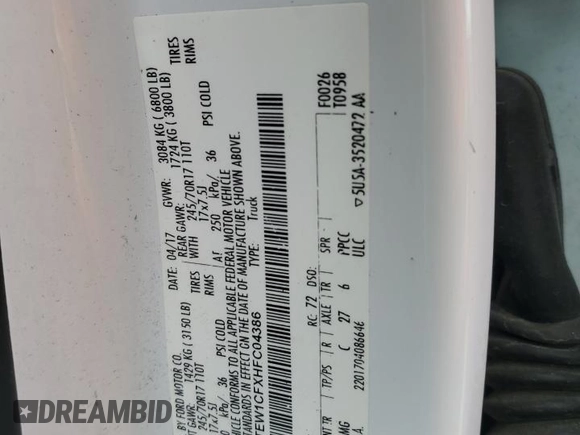 BY FORD MOTOR CO.
DATE: 04/17 GVWR: 3084 KG ( 6800 LB)
GAWR: 1429 KG ( 3150 LB) REAR GAWR: 1724 KG ( 3800 LB)
245/70R17 110T TIRES WITH 245/70R17 110T TIRES
17x7.5J RIMS 17x7.5J RIMS
kPa/ 36 PSI COLD AT 250 kPa/ 36 PSI COLD
VEHICLE CONFORMS TO ALL APPLICABLE FEDERAL MOTOR VEHICLE
STANDARDS IN EFFECT ON THE DATE OF MANUFACTURE SHOWN ABOVE.
TEW1CFXHFC04386 TYPE: Truck
F0026
T0958
RC: 72 DSO:
TP/PS R AXLE TR SPR
C 27 6 PPCC
2201704086646 ULC
5U5A-3520472 AA
DREAMBID